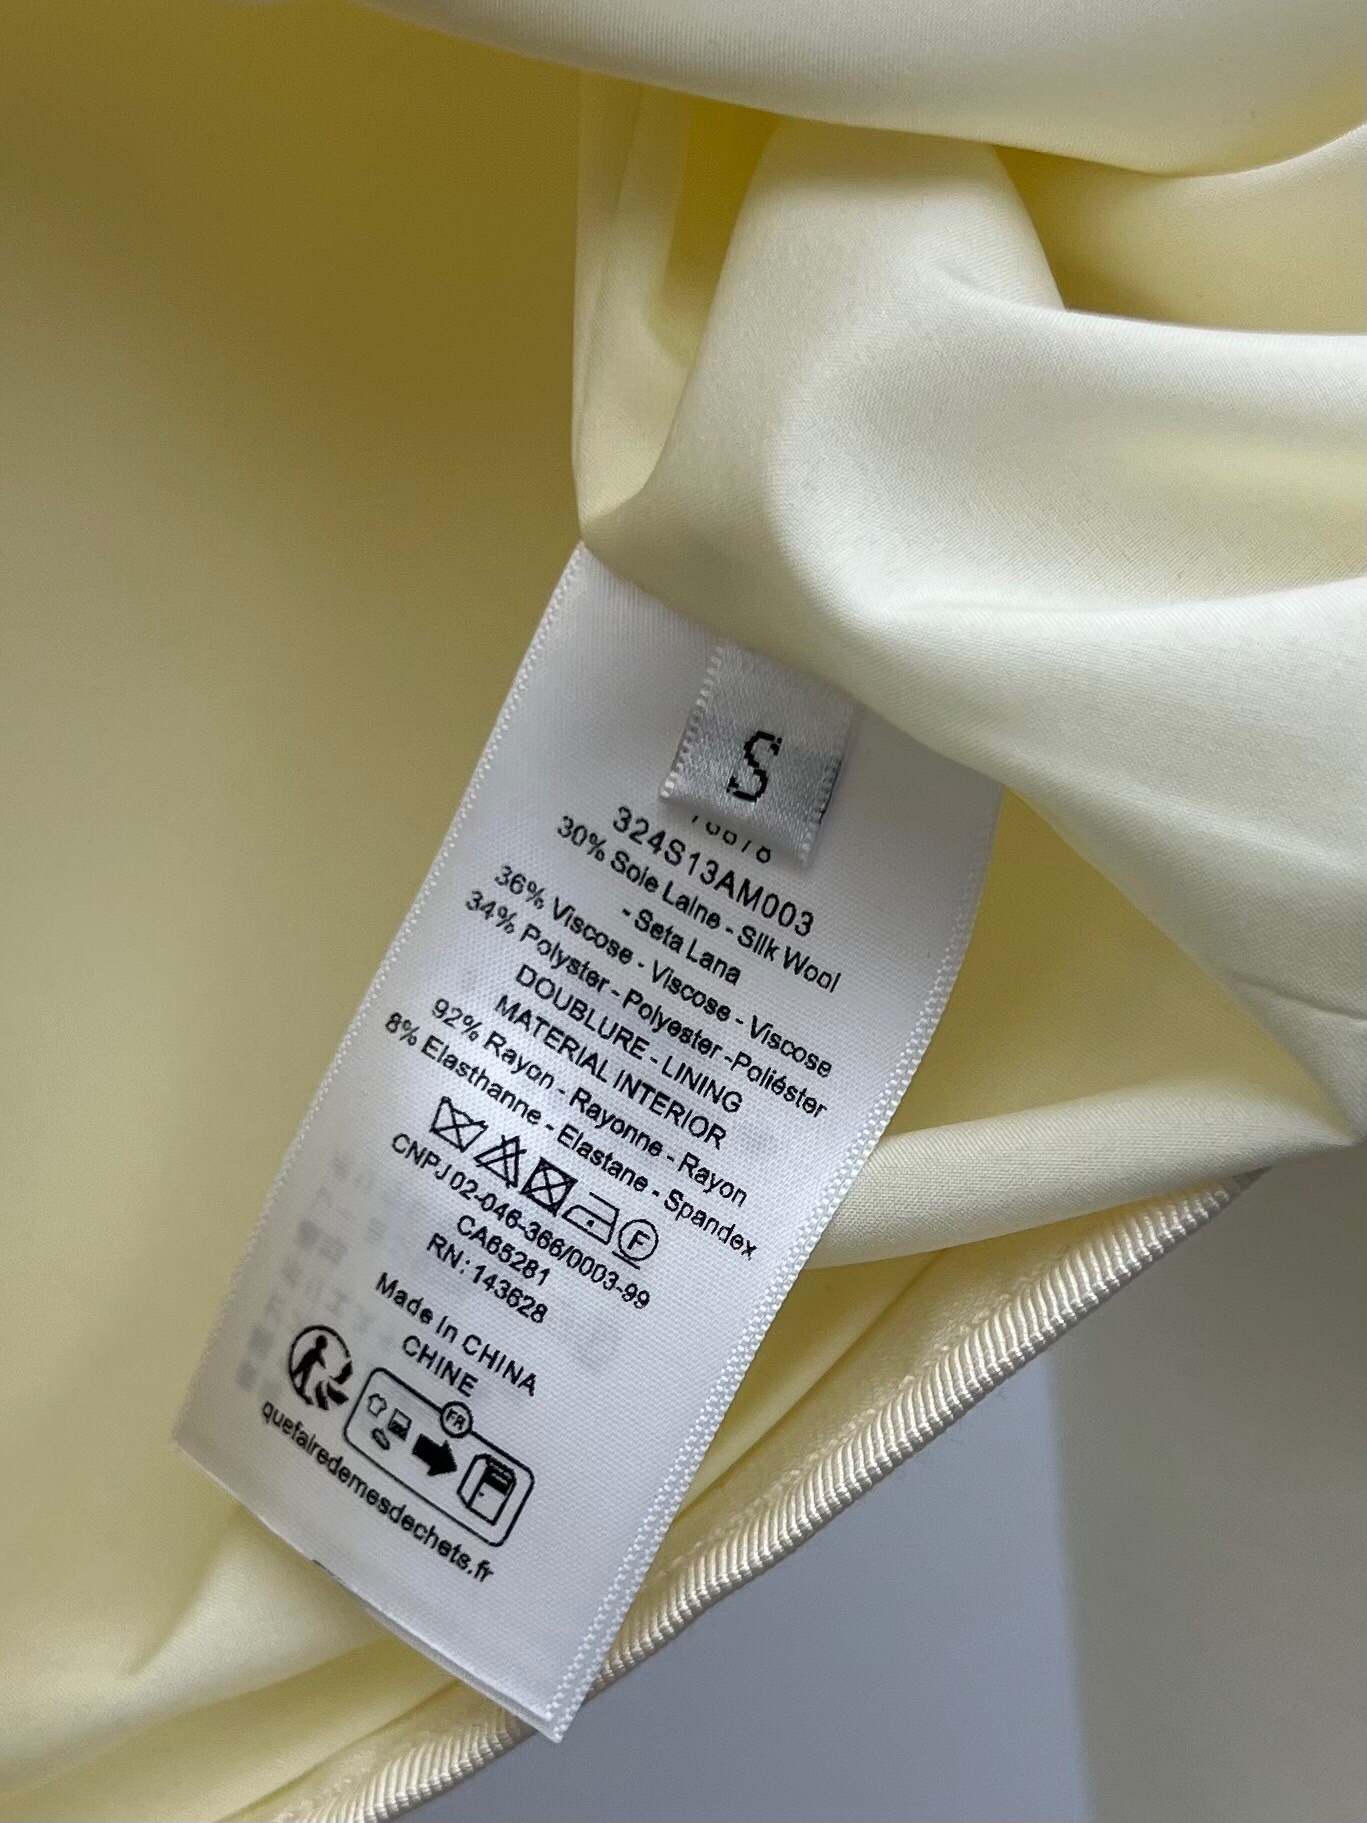 S
324S13AM003
30% Soie Laine - Silk Wool
- Seta Lana
36% Viscose - Viscose - Viscose
34% Polyster - Polyester -Poliéster
DOUBLURE - LINING
MATERIAL INTERIOR
92% Rayon - Rayonne - Rayon
8% Elasthanne - Elastane - Spandex
F
CNPJ 02-046-366/0003-99
CA65281
RN: 143628
Made In CHINA
CHINE
FR
quefairedemesdechets.fr